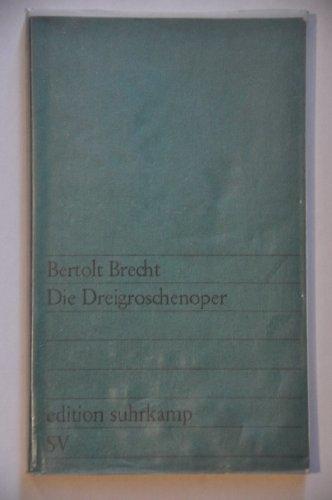 Bertolt Brecht
Die Dreigroschenoper
edition suhrkamp
SV